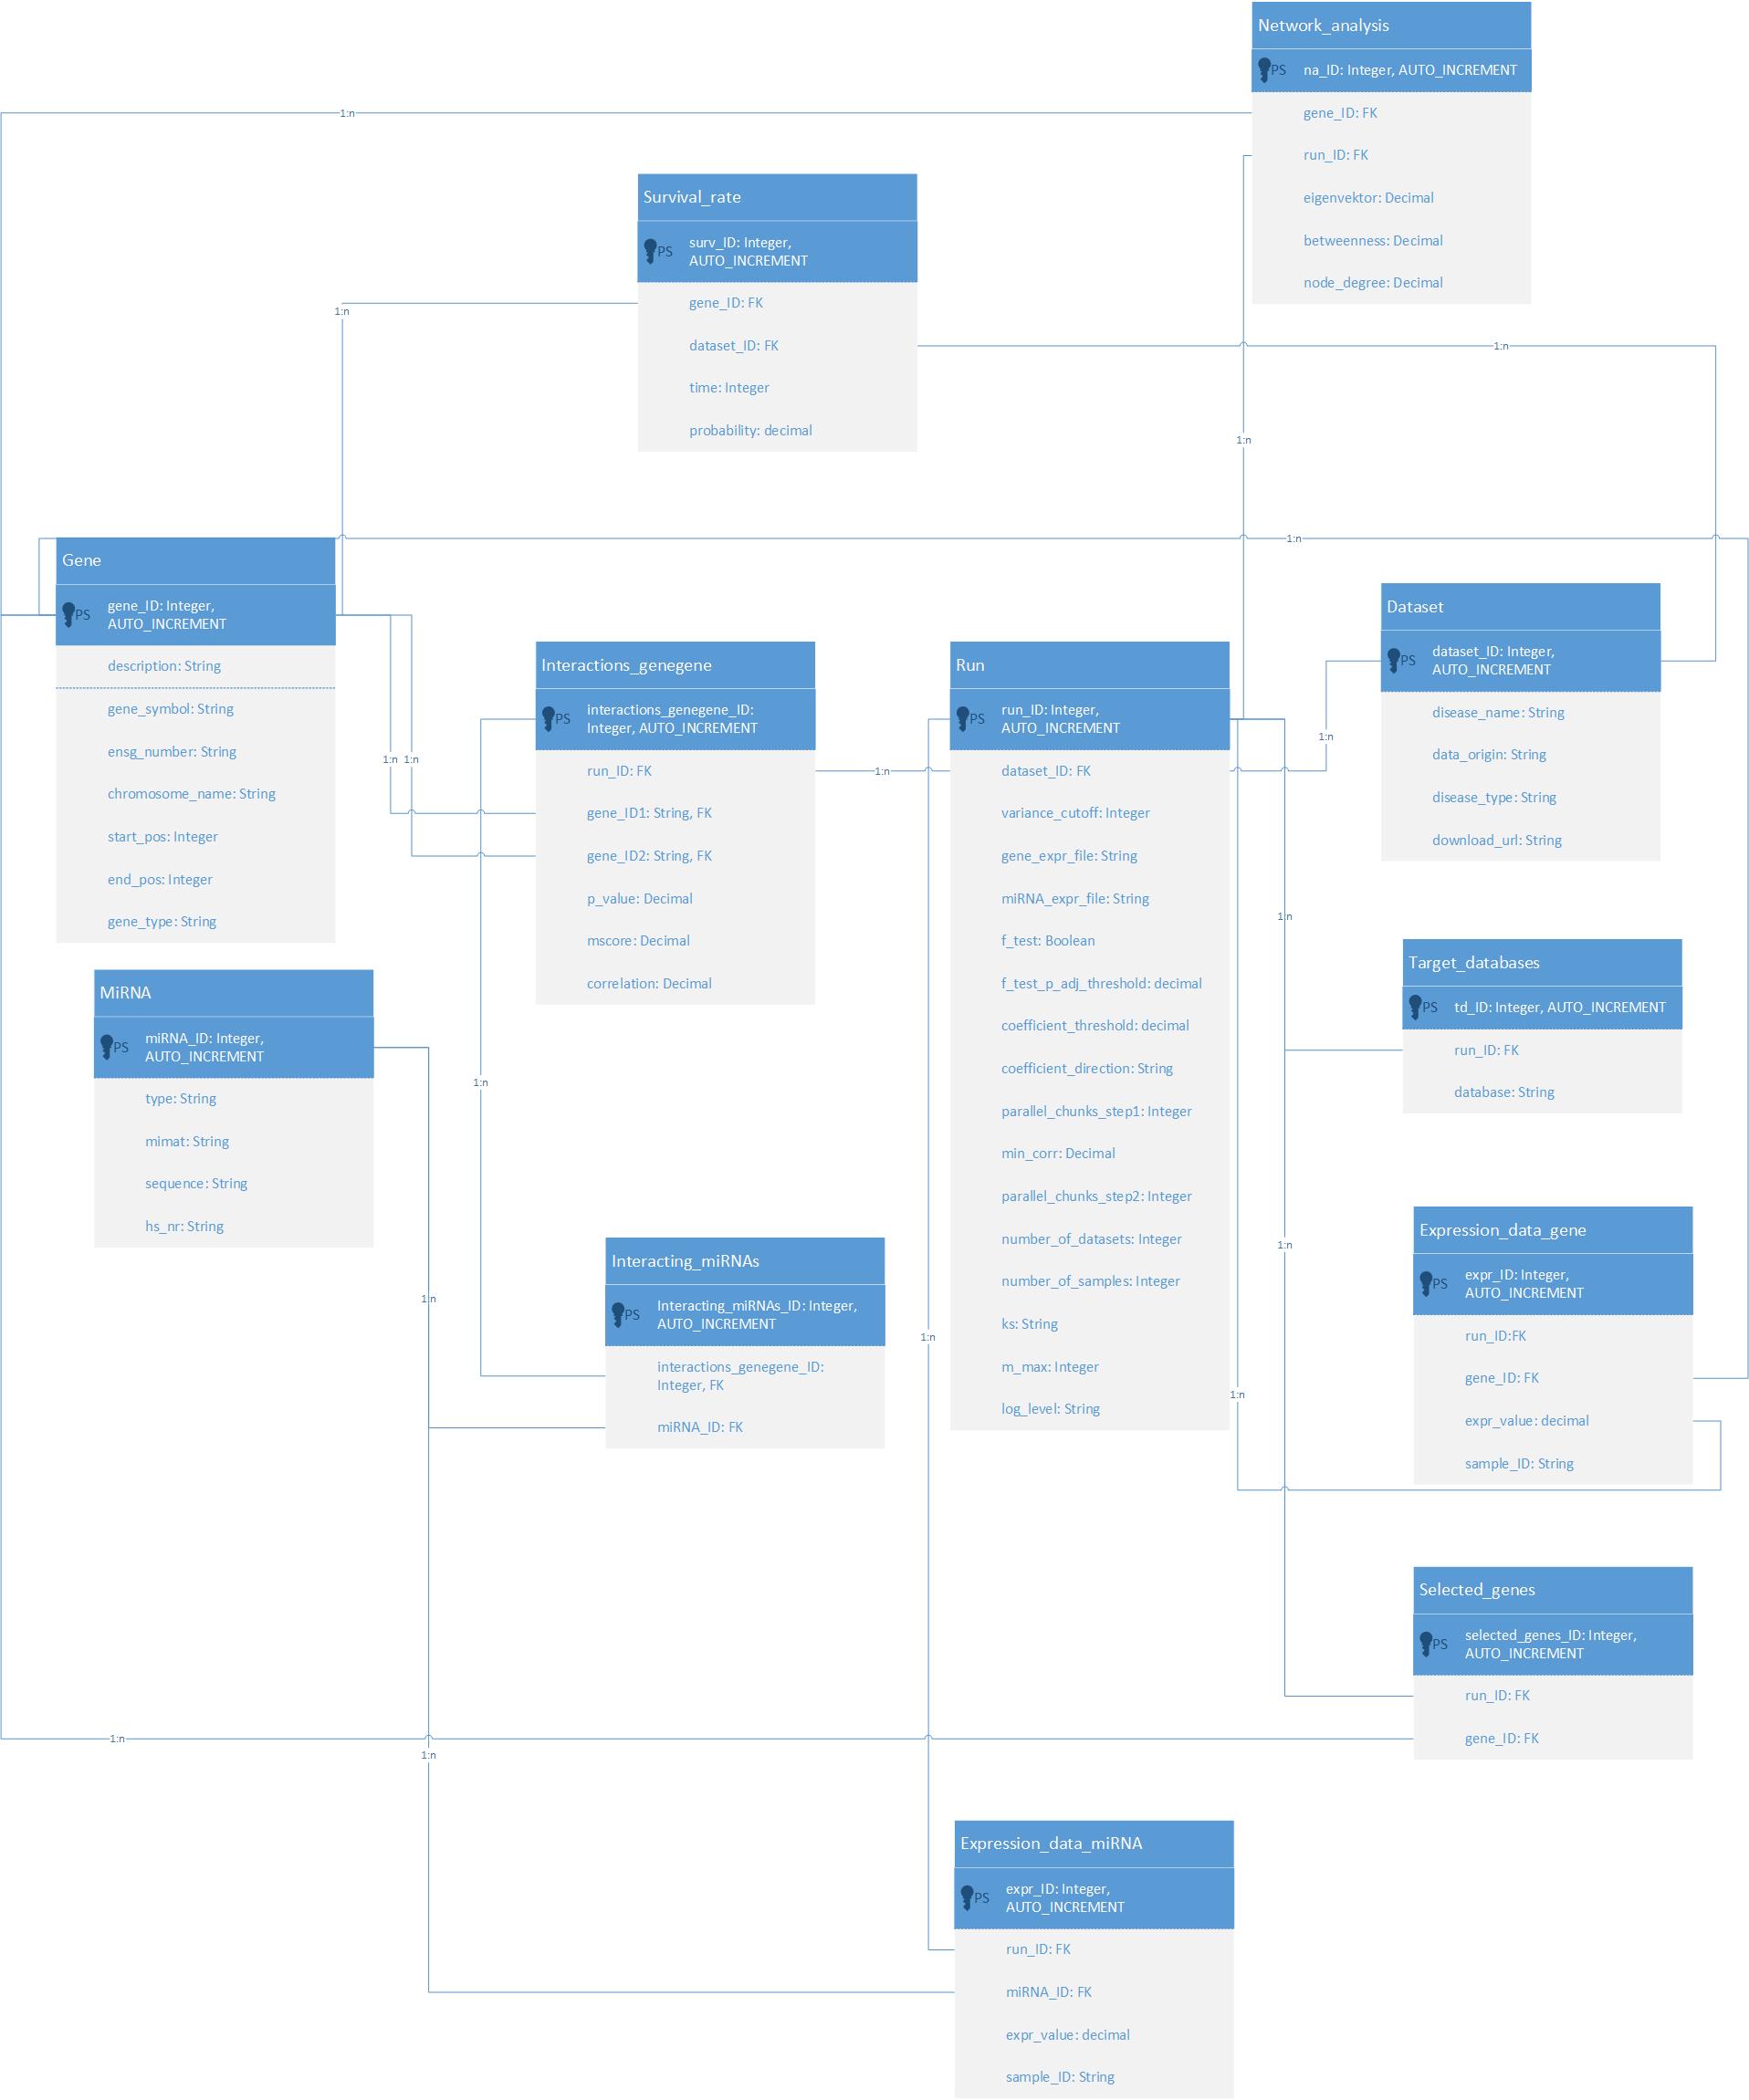 Network_analysis
PS na_ID: Integer, AUTO_INCREMENT
gene_ID: FK
run_ID: FK
eigenvektor: Decimal
betweenness: Decimal
node_degree: Decimal
1:n
Survival_rate
PS surv_ID: Integer,
AUTO_INCREMENT
gene_ID: FK
dataset_ID: FK
time: Integer
probability: decimal
1:n
1:n
1:n
1:n
Gene
PS gene_ID: Integer,
AUTO_INCREMENT
description: String
gene_symbol: String
ensg_number: String
chromosome_name: String
start_pos: Integer
end_pos: Integer
gene_type: String
1:n 1:n
Interactions_genegene
PS interactions_genegene_ID:
Integer, AUTO_INCREMENT
run_ID: FK
gene_ID1: String, FK
gene_ID2: String, FK
p_value: Decimal
mscore: Decimal
correlation: Decimal
1:n
Run
PS run_ID: Integer,
AUTO_INCREMENT
dataset_ID: FK
variance_cutoff: Integer
gene_expr_file: String
miRNA_expr_file: String
f_test: Boolean
f_test_p_adj_threshold: decimal
coefficient_threshold: decimal
coefficient_direction: String
parallel_chunks_step1: Integer
min_corr: Decimal
parallel_chunks_step2: Integer
number_of_datasets: Integer
number_of_samples: Integer
ks: String
m_max: Integer
log_level: String
1:n
Dataset
PS dataset_ID: Integer,
AUTO_INCREMENT
disease_name: String
data_origin: String
disease_type: String
download_url: String
1:n
Target_databases
PS td_ID: Integer, AUTO_INCREMENT
run_ID: FK
database: String
MiRNA
PS miRNA_ID: Integer,
AUTO_INCREMENT
type: String
mimat: String
sequence: String
hs_nr: String
1:n
1:n
1:n
Interacting_miRNAs
PS Interacting_miRNAs_ID: Integer,
AUTO_INCREMENT
interactions_genegene_ID:
Integer, FK
miRNA_ID: FK
1:n
1:n
Expression_data_gene
PS expr_ID: Integer,
AUTO_INCREMENT
run_ID:FK
gene_ID: FK
expr_value: decimal
sample_ID: String
Selected_genes
PS selected_genes_ID: Integer,
AUTO_INCREMENT
run_ID: FK
gene_ID: FK
1:n
1:n
Expression_data_miRNA
PS expr_ID: Integer,
AUTO_INCREMENT
run_ID: FK
miRNA_ID: FK
expr_value: decimal
sample_ID: String